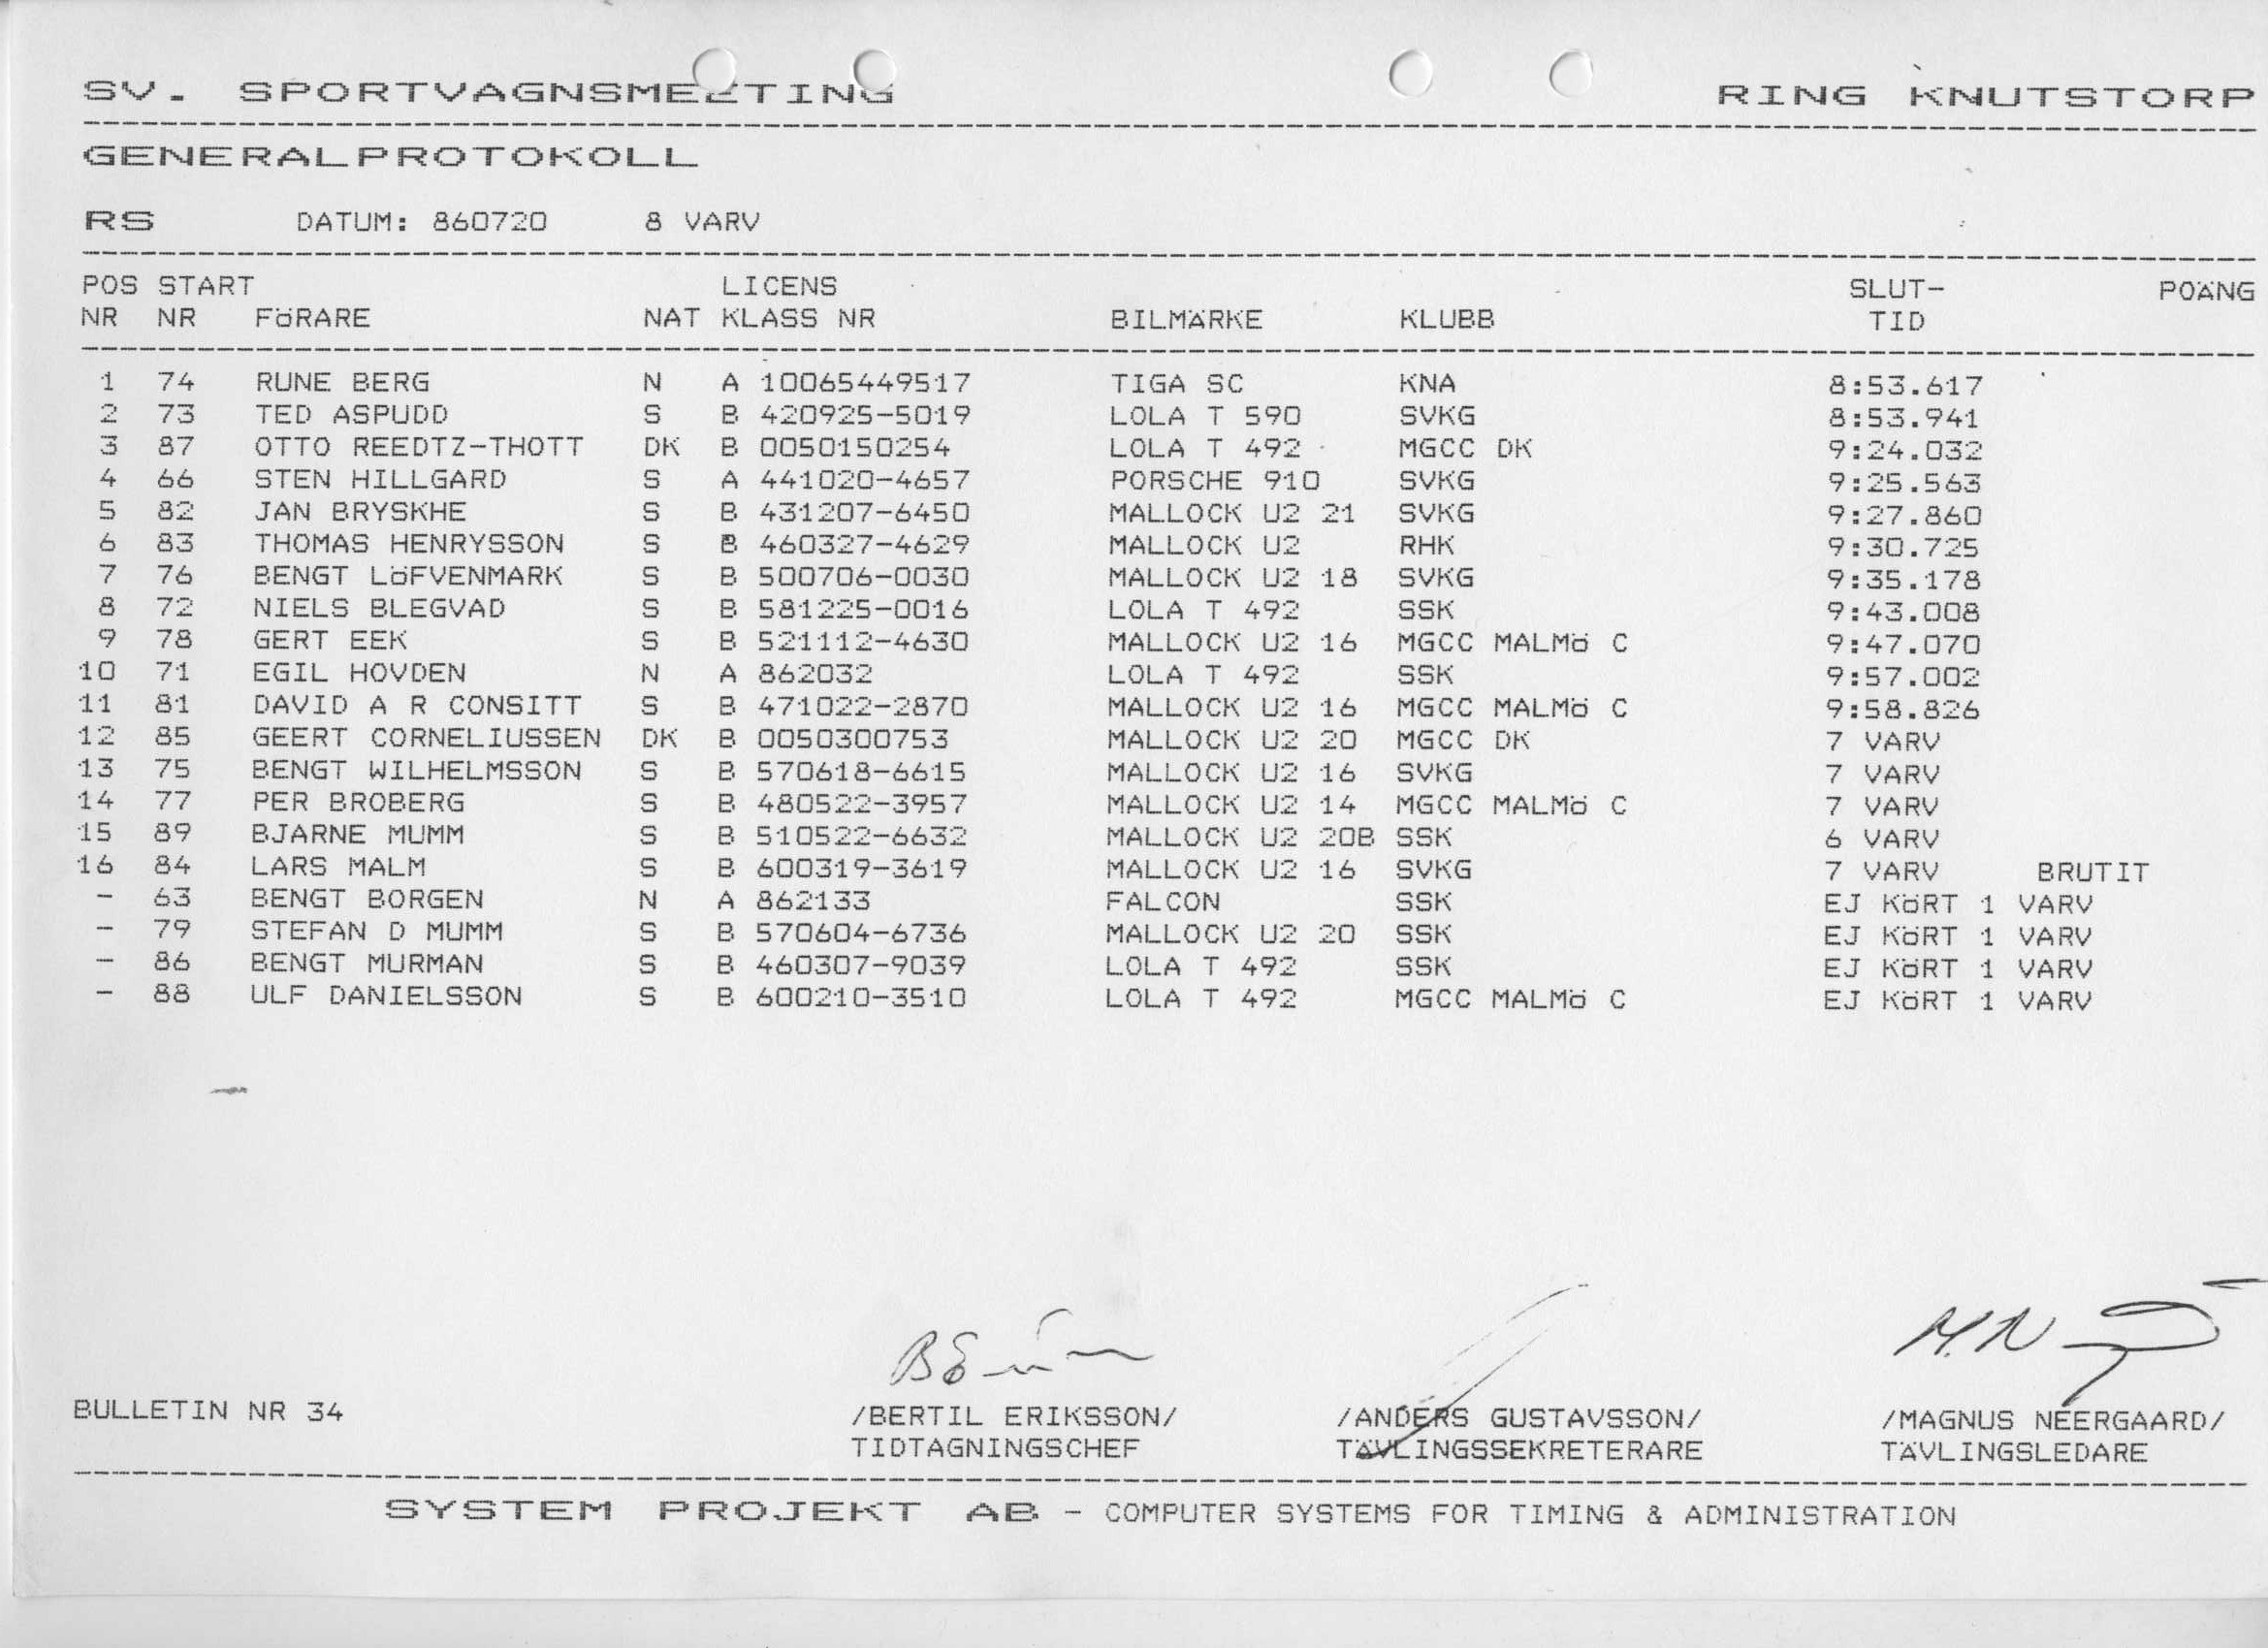 SV. SPORTVAGNSMEETING RING KNUTSTORP
GENERALPROTOKOLL
RS DATUM: 860720 8 VARV
POS START LICENS SLUT- POÄNG
NR NR FÖRARE NAT KLASS NR BILMÄRKE KLUBB TID
1 74 RUNE BERG N A 10065449517 TIGA SC KNA 8:53.617
2 73 TED ASPUDD S B 420925-5019 LOLA T 590 SVKG 8:53.941
3 87 OTTO REEDTZ-THOTT DK B 0050150254 LOLA T 492 MGCC DK 9:24.032
4 66 STEN HILLGARD S A 441020-4657 PORSCHE 910 SVKG 9:25.563
5 82 JAN BRYSKHE S B 431207-6450 MALLOCK U2 21 SVKG 9:27.860
6 83 THOMAS HENRYSSON S B 460327-4629 MALLOCK U2 RHK 9:30.725
7 76 BENGT LÖFVENMARK S B 500706-0030 MALLOCK U2 18 SVKG 9:35.178
8 72 NIELS BLEGVAD S B 581225-0016 LOLA T 492 SSK 9:43.008
9 78 GERT EEK S B 521112-4630 MALLOCK U2 16 MGCC MALMÖ C 9:47.070
10 71 EGIL HOVDEN N A 862032 LOLA T 492 SSK 9:57.002
11 81 DAVID A R CONSITT S B 471022-2870 MALLOCK U2 16 MGCC MALMÖ C 9:58.826
12 85 GEERT CORNELIUSSEN DK B 0050300753 MALLOCK U2 20 MGCC DK 7 VARV
13 75 BENGT WILHELMSSON S B 570618-6615 MALLOCK U2 16 SVKG 7 VARV
14 77 PER BROBERG S B 480522-3957 MALLOCK U2 14 MGCC MALMÖ C 7 VARV
15 89 BJARNE MUMM S B 510522-6632 MALLOCK U2 20B SSK 6 VARV
16 84 LARS MALM S B 600319-3619 MALLOCK U2 16 SVKG 7 VARV BRUTIT
- 63 BENGT BORGEN N A 862133 FALCON SSK EJ KÖRT 1 VARV
- 79 STEFAN D MUMM S B 570604-6736 MALLOCK U2 20 SSK EJ KÖRT 1 VARV
- 86 BENGT MURMAN S B 460307-9039 LOLA T 492 SSK EJ KÖRT 1 VARV
- 88 ULF DANIELSSON S B 600210-3510 LOLA T 492 MGCC MALMÖ C EJ KÖRT 1 VARV
BULLETIN NR 34 /BERTIL ERIKSSON/ /ANDERS GUSTAVSSON/ /MAGNUS NEERGAARD/
TIDTAGNINGSCHEF TÄVLINGSSEKRETERARE TÄVLINGSLEDARE
SYSTEM PROJEKT AB - COMPUTER SYSTEMS FOR TIMING & ADMINISTRATION